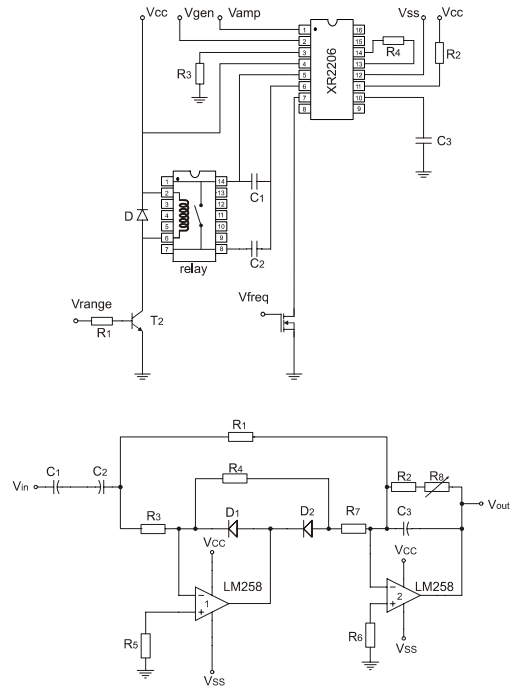 Vcc Vgen Vamp Vss Vcc
1 16
2 15
3 14
4 13
5 12
6 11
7 10
8 9
XR2206
R4
R2
R3
C3
1 14
2 13
3 12
4 11
5 10
6 9
7 8
D
C1
C2
relay
Vrange
R1
T2
Vfreq
R1
C1 C2
Vin
R4
R2 R8
Vout
R3
D1 D2
R7
C3
Vcc Vcc
LM258 LM258
1 2
− +
− +
R5 R6
Vss Vss